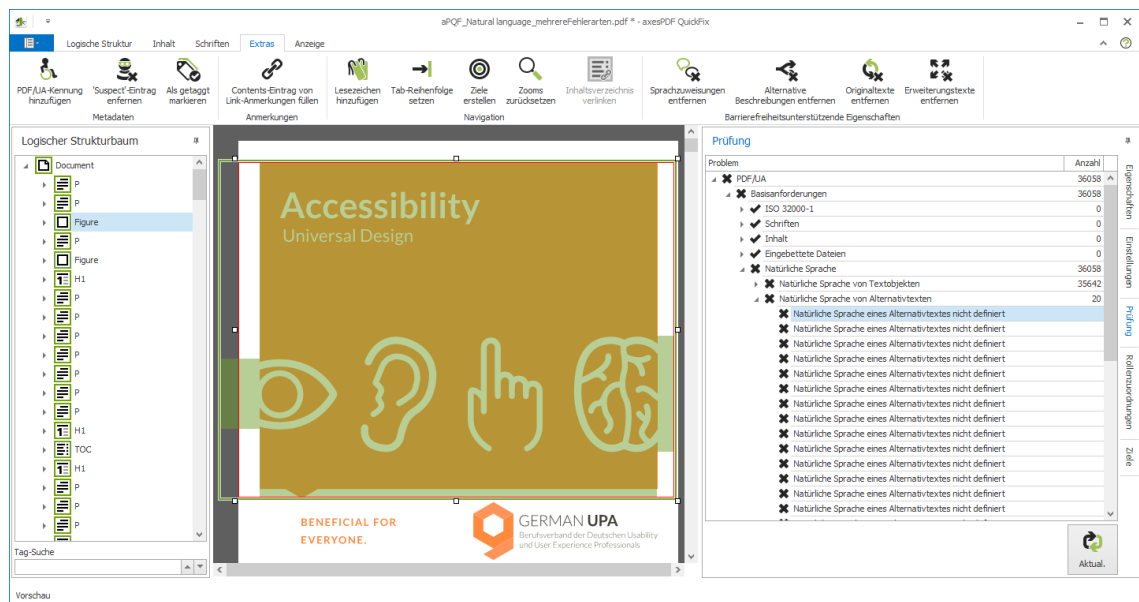 aPQF_Natural language_mehrereFehlerarten.pdf * - axesPDF QuickFix
Logische Struktur Inhalt Schriften Extras Anzeige
PDF/UA-Kennung hinzufügen
'Suspect'-Eintrag enfernen
Als getaggt markieren
Contents-Eintrag von Link-Anmerkungen füllen
Lesezeichen hinzufügen
Tab-Reihenfolge setzen
Ziele erstellen
Zooms zurücksetzen
Inhaltsverzeichnis verlinken
Sprachzuweisungen entfernen
Alternative Beschreibungen entfernen
Originaltexte entfernen
Erweiterungstexte entfernen
Metadaten Anmerkungen Navigation Barrierefreiheitsunterstützende Eigenschaften
Logischer Strukturbaum
Document
P
P
Figure
P
Figure
H1
P
P
P
P
P
P
P
H1
TOC
H1
P
P
P
Tag-Suche
Vorschau
Accessibility
Universal Design
BENEFICIAL FOR
EVERYONE.
GERMAN UPA
Berufsverband der Deutschen Usability
und User Experience Professionals
Prüfung
Problem Anzahl
PDF/UA 36058
Basisanforderungen 36058
ISO 32000-1 0
Schriften 0
Inhalt 0
Eingebettete Dateien 0
Natürliche Sprache 36058
Natürliche Sprache von Textobjekten 35642
Natürliche Sprache von Alternativtexten 20
Natürliche Sprache eines Alternativtextes nicht definiert
Natürliche Sprache eines Alternativtextes nicht definiert
Natürliche Sprache eines Alternativtextes nicht definiert
Natürliche Sprache eines Alternativtextes nicht definiert
Natürliche Sprache eines Alternativtextes nicht definiert
Natürliche Sprache eines Alternativtextes nicht definiert
Natürliche Sprache eines Alternativtextes nicht definiert
Natürliche Sprache eines Alternativtextes nicht definiert
Natürliche Sprache eines Alternativtextes nicht definiert
Natürliche Sprache eines Alternativtextes nicht definiert
Natürliche Sprache eines Alternativtextes nicht definiert
Natürliche Sprache eines Alternativtextes nicht definiert
Natürliche Sprache eines Alternativtextes nicht definiert
Natürliche Sprache eines Alternativtextes nicht definiert
Aktual.
Eigenschaften
Einstellungen
Prüfung
Rollenzuordnungen
Ziele